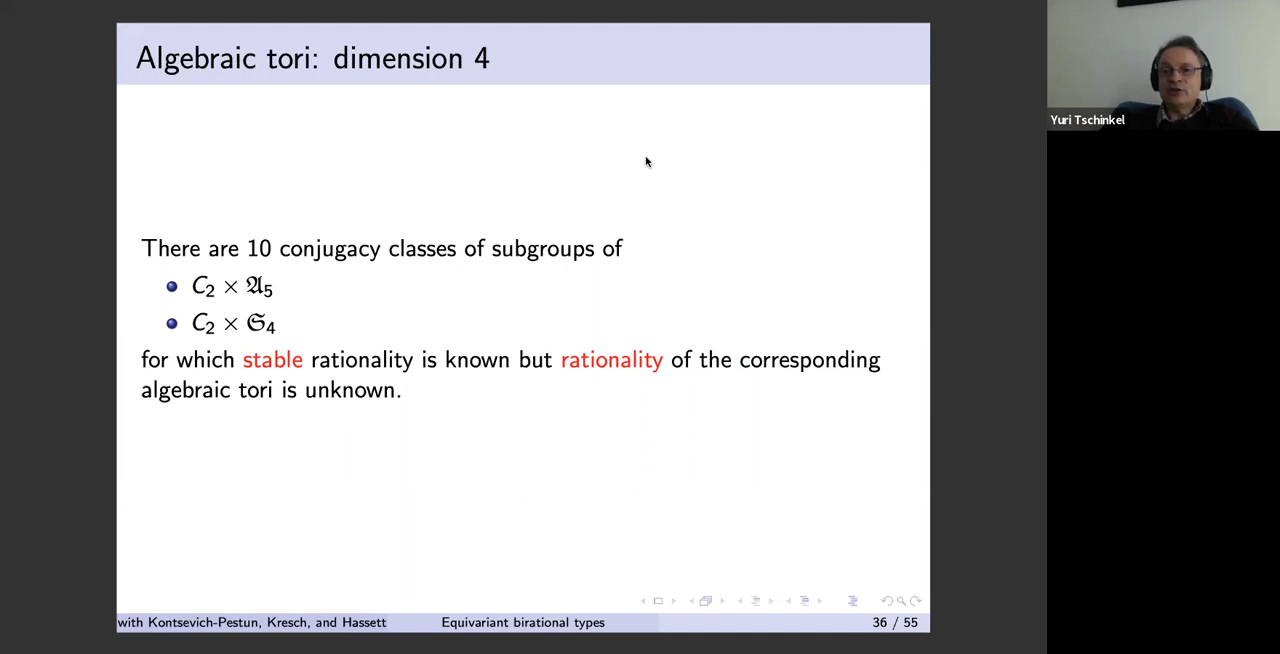 Algebraic tori: dimension 4
Yuri Tschinkel
There are 10 conjugacy classes of subgroups of
C₂ × 𝔄₅
C₂ × 𝔖₄
for which stable rationality is known but rationality of the corresponding
algebraic tori is unknown.
with Kontsevich-Pestun, Kresch, and Hassett
Equivariant birational types
36 / 55